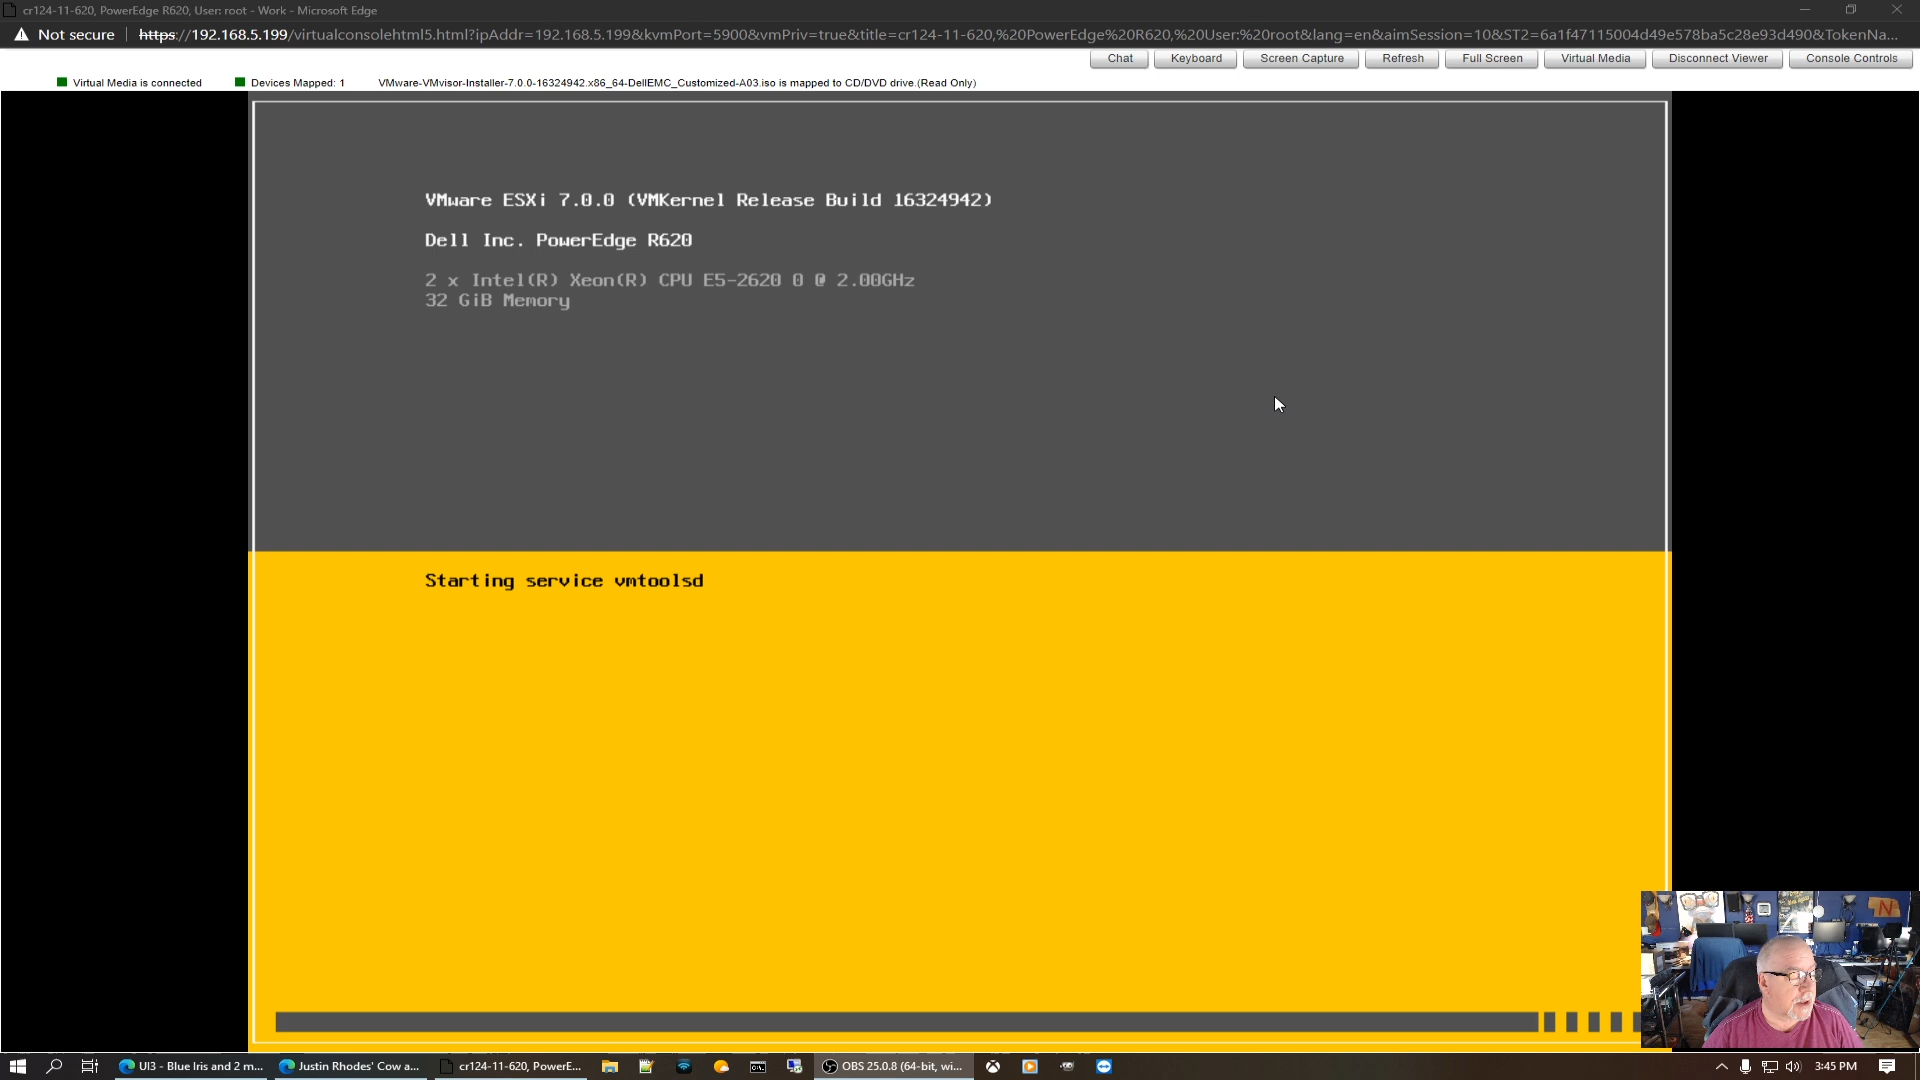 cr124-11-620, PowerEdge R620, User: root - Work - Microsoft Edge
Not secure
https://192.168.5.199/virtualconsolehtml5.html?ipAddr=192.168.5.199&kvmPort=5900&vmPriv=true&title=cr124-11-620,%20PowerEdge%20R620,%20User:%20root&lang=en&aimSession=10&ST2=6a1f47115004d49e578ba5c28e93d490&TokenNa...
Chat
Keyboard
Screen Capture
Refresh
Full Screen
Virtual Media
Disconnect Viewer
Console Controls
Virtual Media is connected
Devices Mapped: 1
VMware-VMvisor-Installer-7.0.0-16324942.x86_64-DellEMC_Customized-A03.iso is mapped to CD/DVD drive.(Read Only)
VMware ESXi 7.0.0 (VMKernel Release Build 16324942)
Dell Inc. PowerEdge R620
2 x Intel(R) Xeon(R) CPU E5-2620 0 @ 2.00GHz
32 GiB Memory
Starting service vmtoolsd
N
UI3 - Blue Iris and 2 m...
Justin Rhodes' Cow a...
cr124-11-620, PowerE...
OBS 25.0.8 (64-bit, wi...
3:45 PM